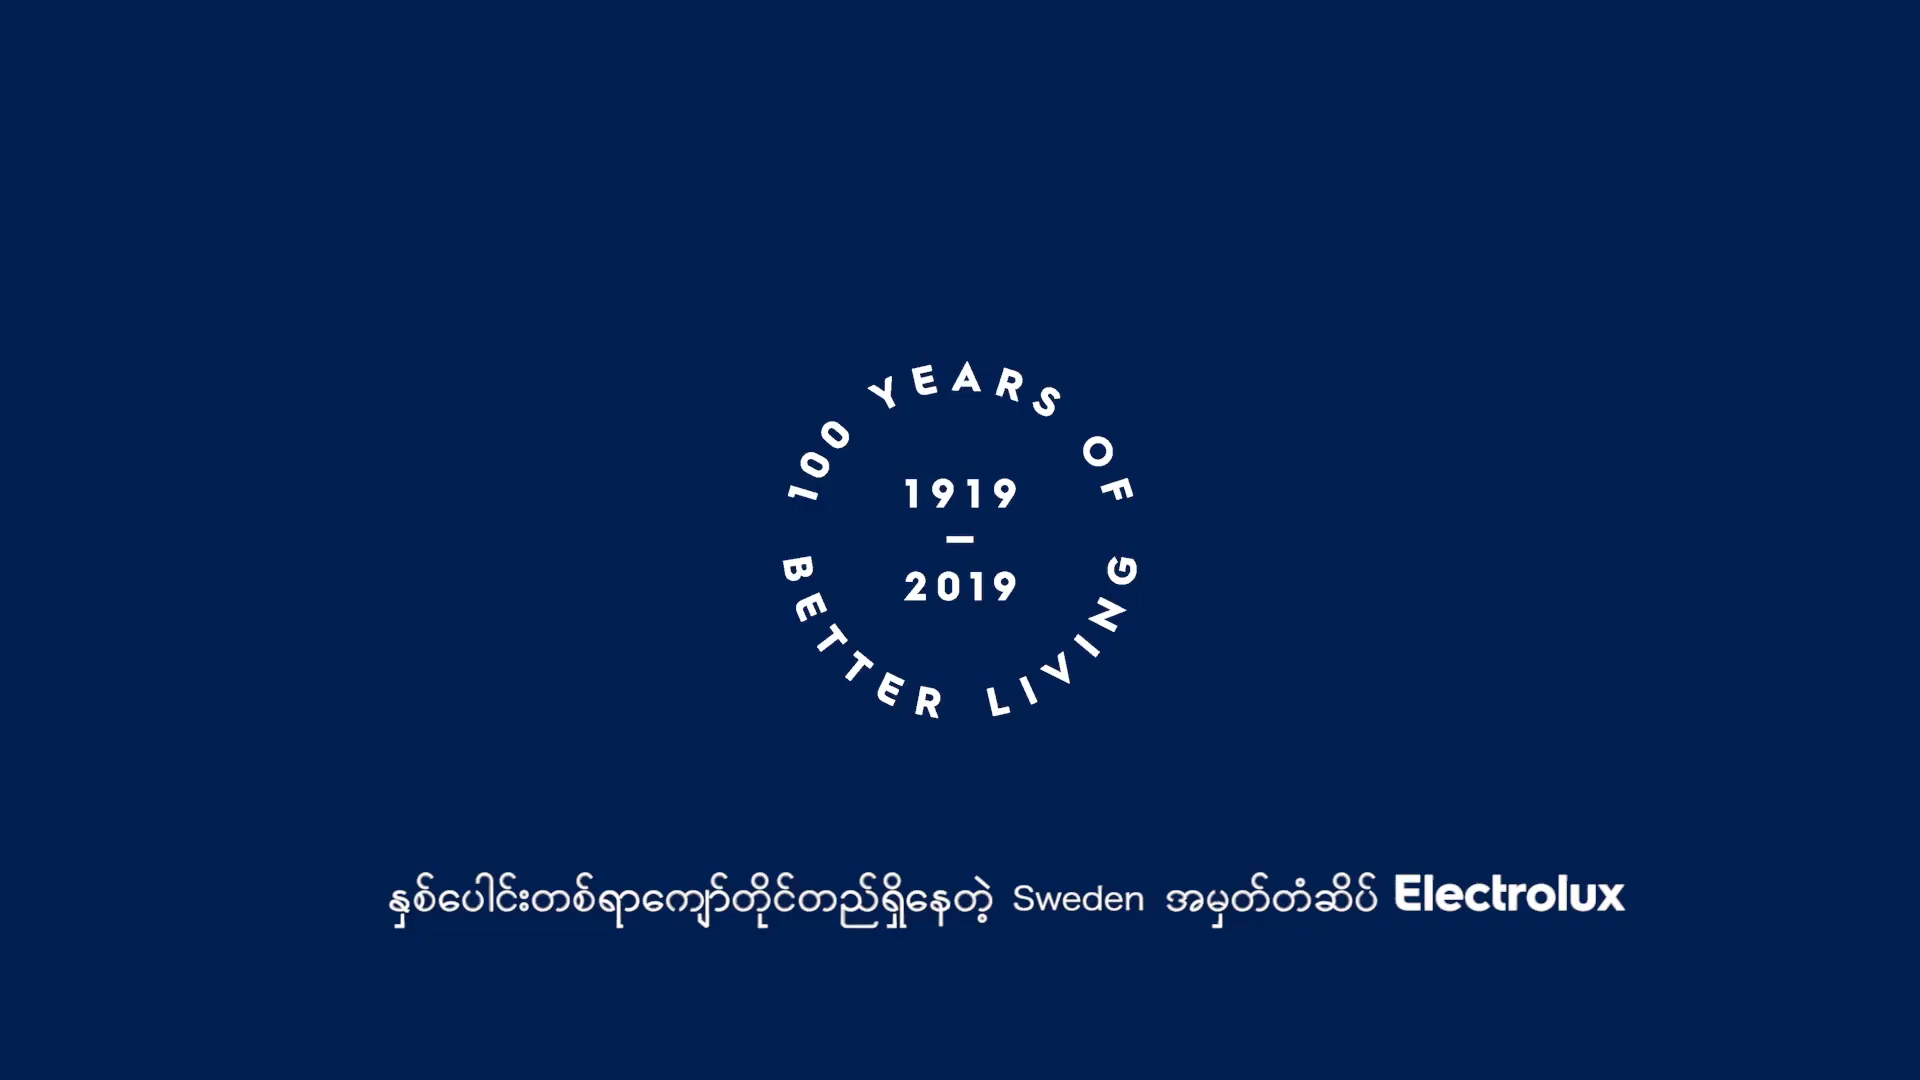 100 YEARS OF
1919
–
2019
BETTER LIVING
နှစ်ပေါင်းတစ်ရာကျော်တိုင်တည်ရှိနေတဲ့ Sweden အမှတ်တံဆိပ် Electrolux